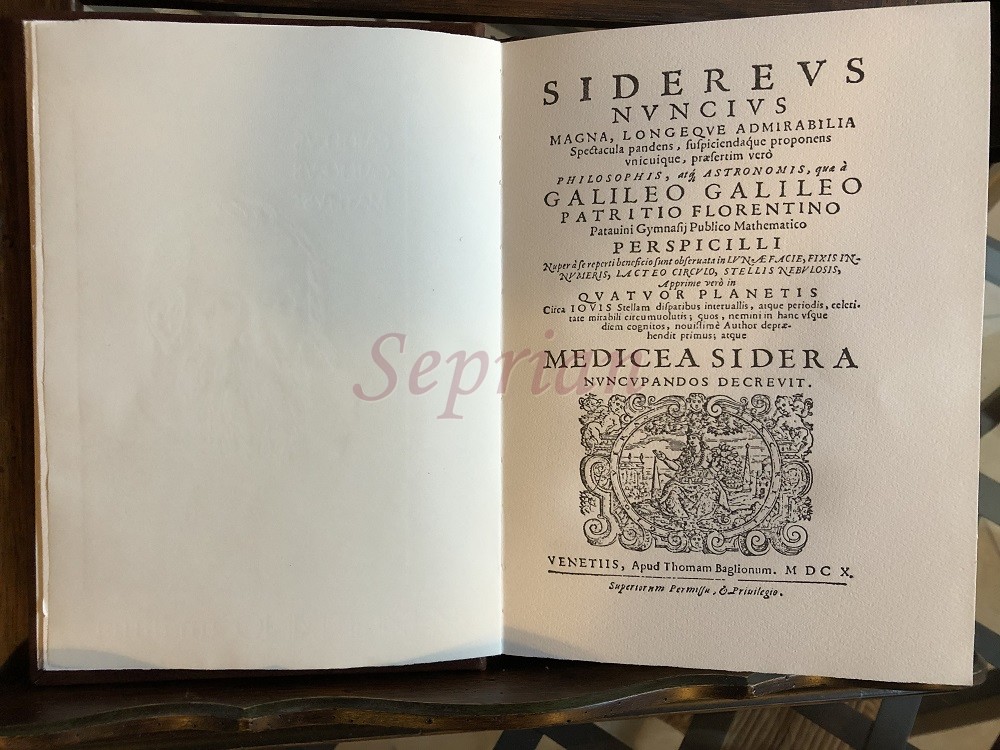 SIDEREVS
NVNCIVS
MAGNA, LONGEQVE ADMIRABILIA
Spectacula pandens, suspiciendaque proponens
vnicuique, præsertim verò
PHILOSOPHIS, atq́; ASTRONOMIS, quæ à
GALILEO GALILEO
PATRITIO FLORENTINO
Patauini Gymnasij Publico Mathematico
PERSPICILLI
Nuper à se reperti beneficio sunt obseruata in LVNÆ FACIE, FIXIS IN-
NVMERIS, LACTEO CIRCVLO, STELLIS NEBVLOSIS,
Apprime verò in
QVATVOR PLANETIS
Circa IOVIS Stellam disparibus interuallis, atque periodis, celeri-
tate mirabili circumuolutis; quos, nemini in hanc vsque
diem cognitos, nouissimè Author depræ-
hendit primus; atque
MEDICEA SIDERA
NVNCVPANDOS DECREVIT.
Seprian
VENETIIS, Apud Thomam Baglionum. M DC X.
Superiorum Permissu, & Priuilegio.